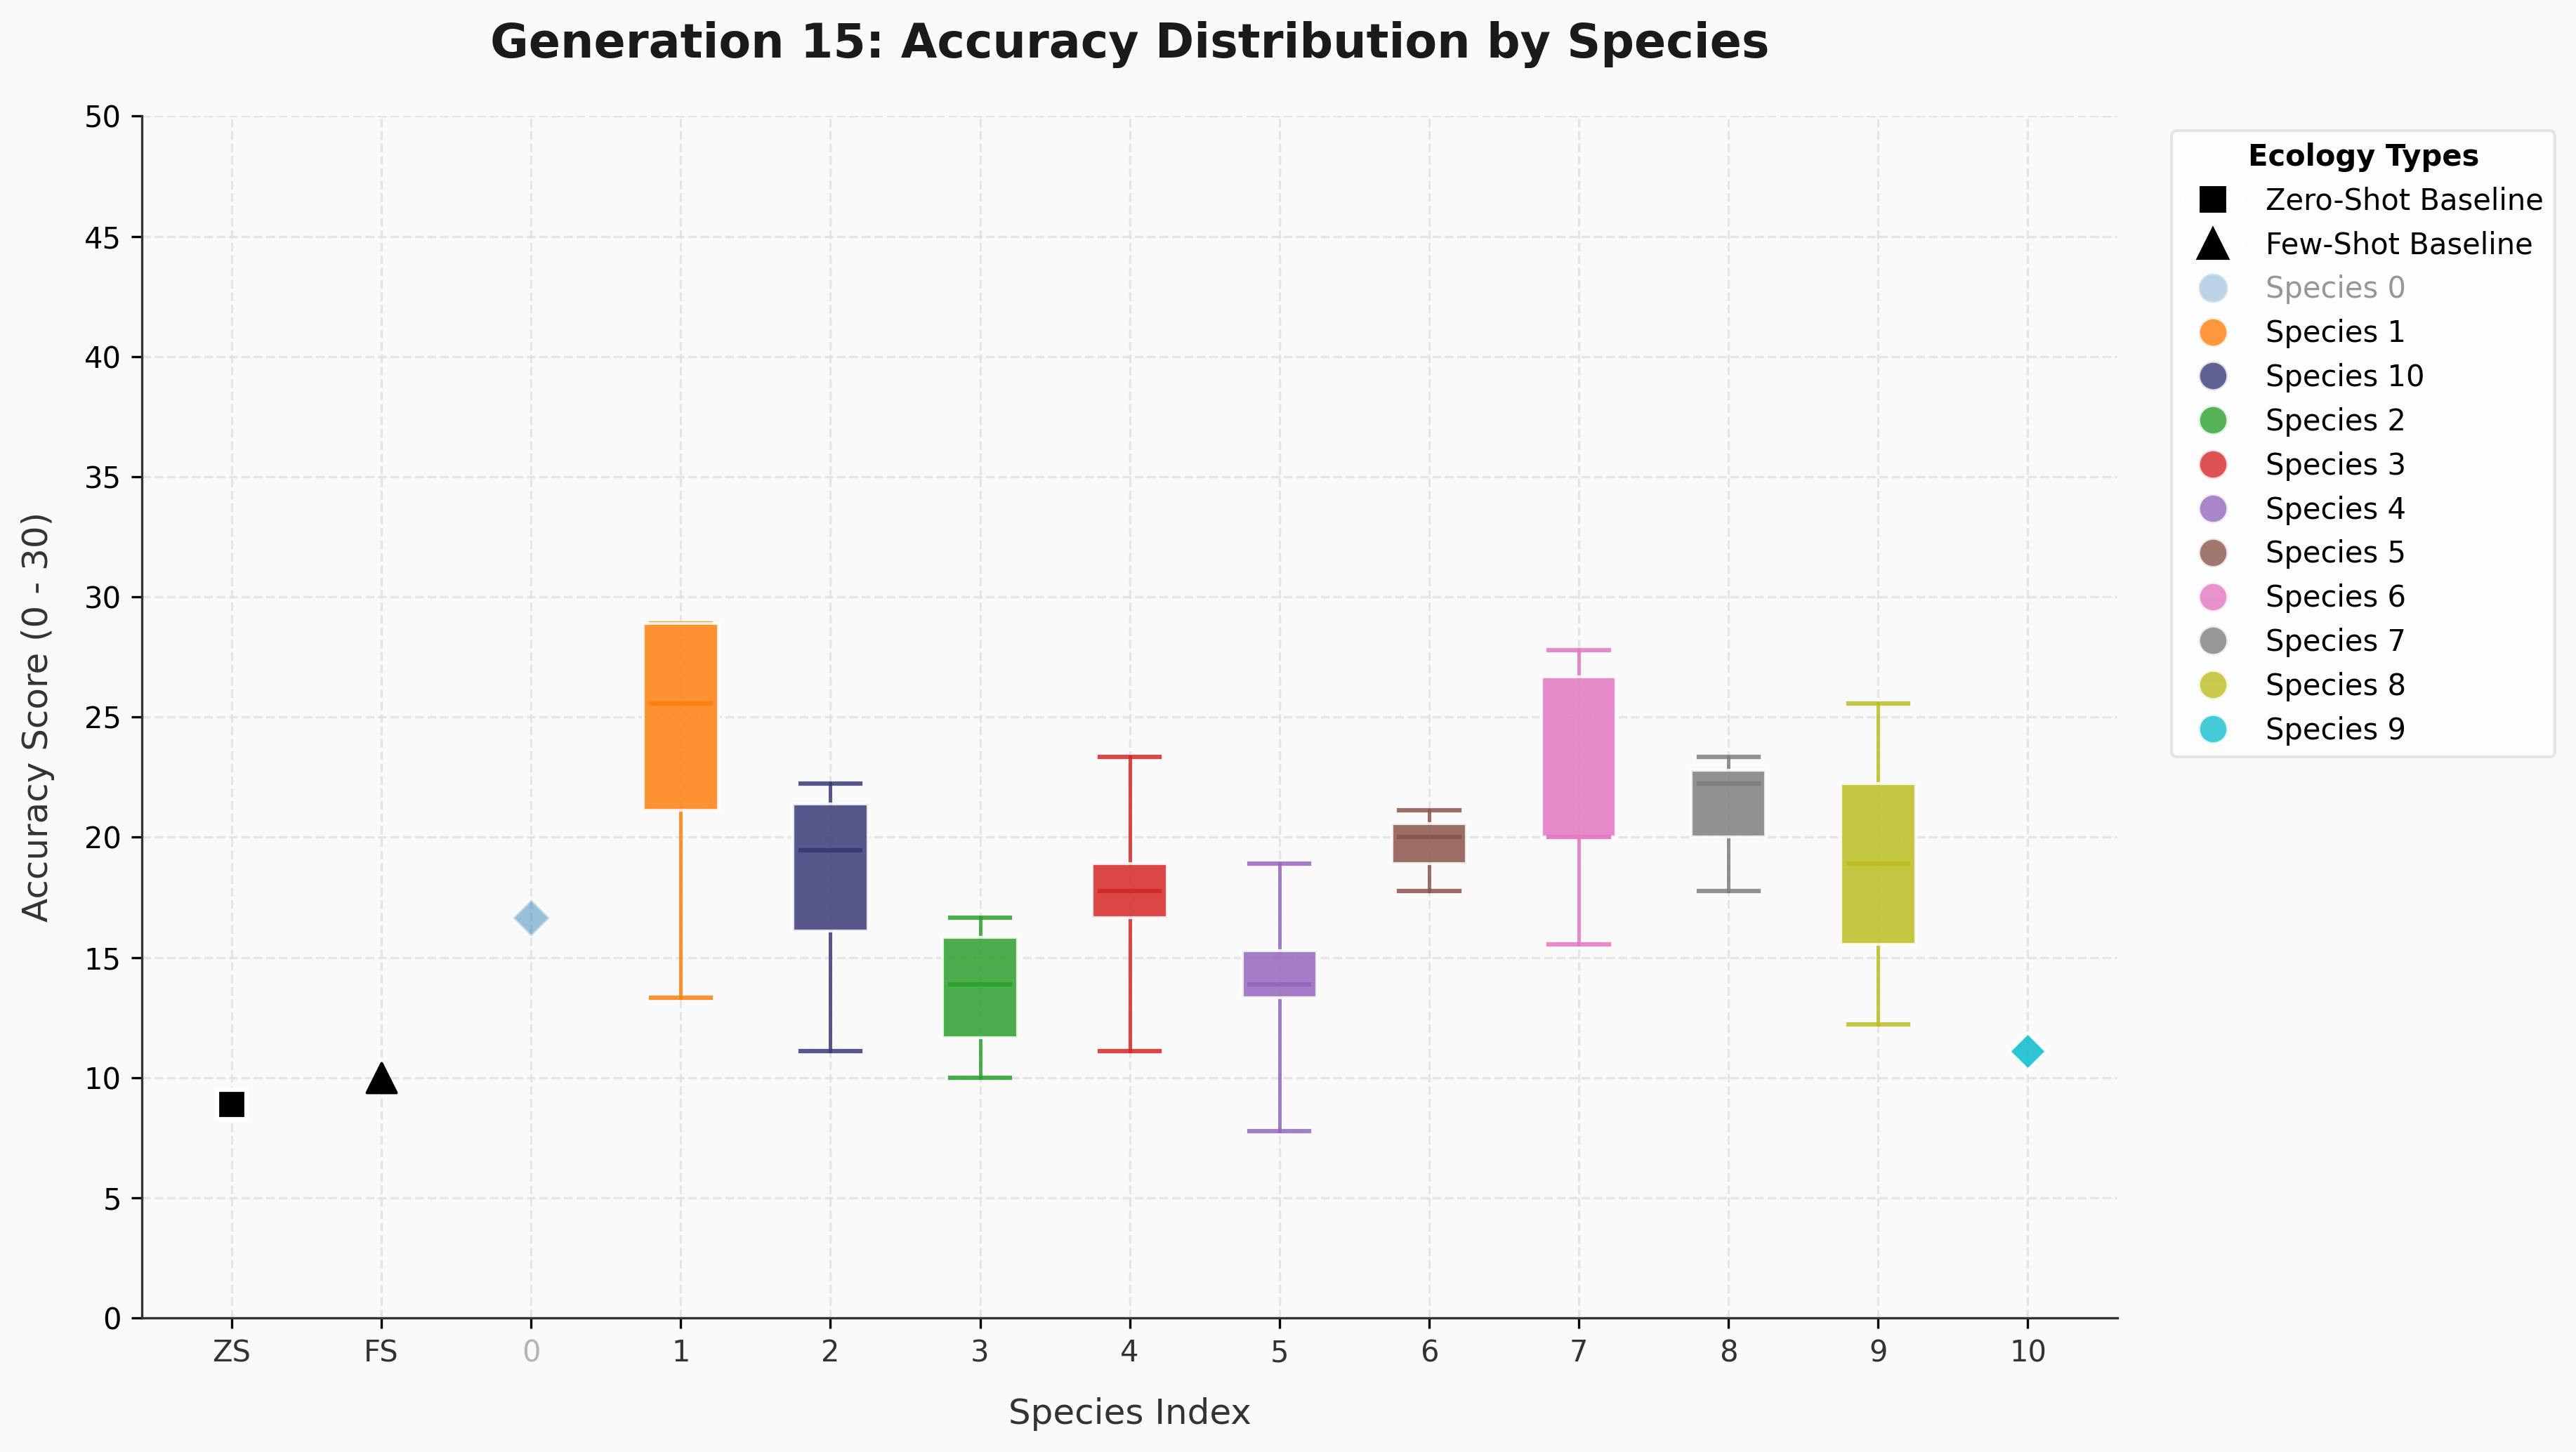 Generation 15: Accuracy Distribution by Species
50
45
40
35
30
25
20
15
10
5
0
Accuracy Score (0 - 30)
ZS FS 0 1 2 3 4 5 6 7 8 9 10
Species Index
Ecology Types
Zero-Shot Baseline
Few-Shot Baseline
Species 0
Species 1
Species 10
Species 2
Species 3
Species 4
Species 5
Species 6
Species 7
Species 8
Species 9